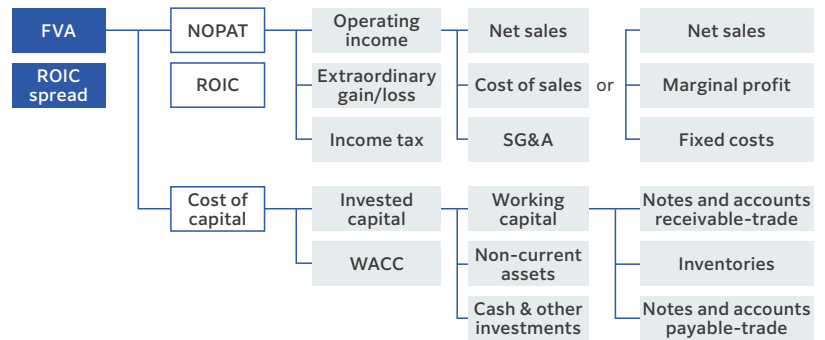 FVA
NOPAT
Operating
income
Net sales
Net sales
ROIC
spread
ROIC
Extraordinary
gain/loss
Cost of sales
or
Marginal profit
Income tax
SG&A
Fixed costs
Cost of
capital
Invested
capital
Working
capital
Notes and accounts
receivable-trade
WACC
Non-current
assets
Inventories
Cash & other
investments
Notes and accounts
payable-trade